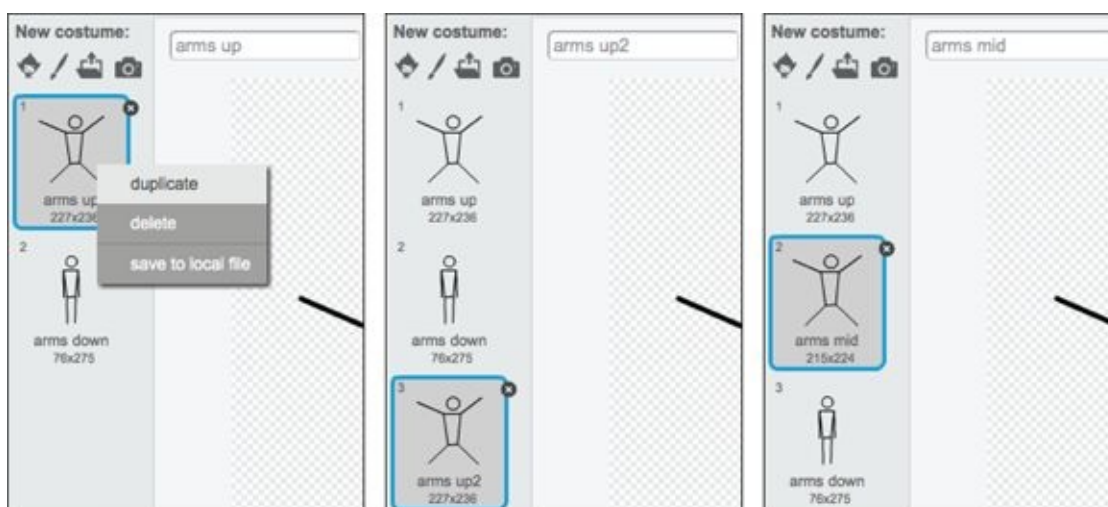 New costume:
arms up
1
arms up
227x236
duplicate
delete
save to local file
2
arms down
76x275
New costume:
arms up2
1
arms up
227x236
2
arms down
76x275
3
arms up2
227x236
New costume:
arms mid
1
arms up
227x236
2
arms mid
215x224
3
arms down
76x275